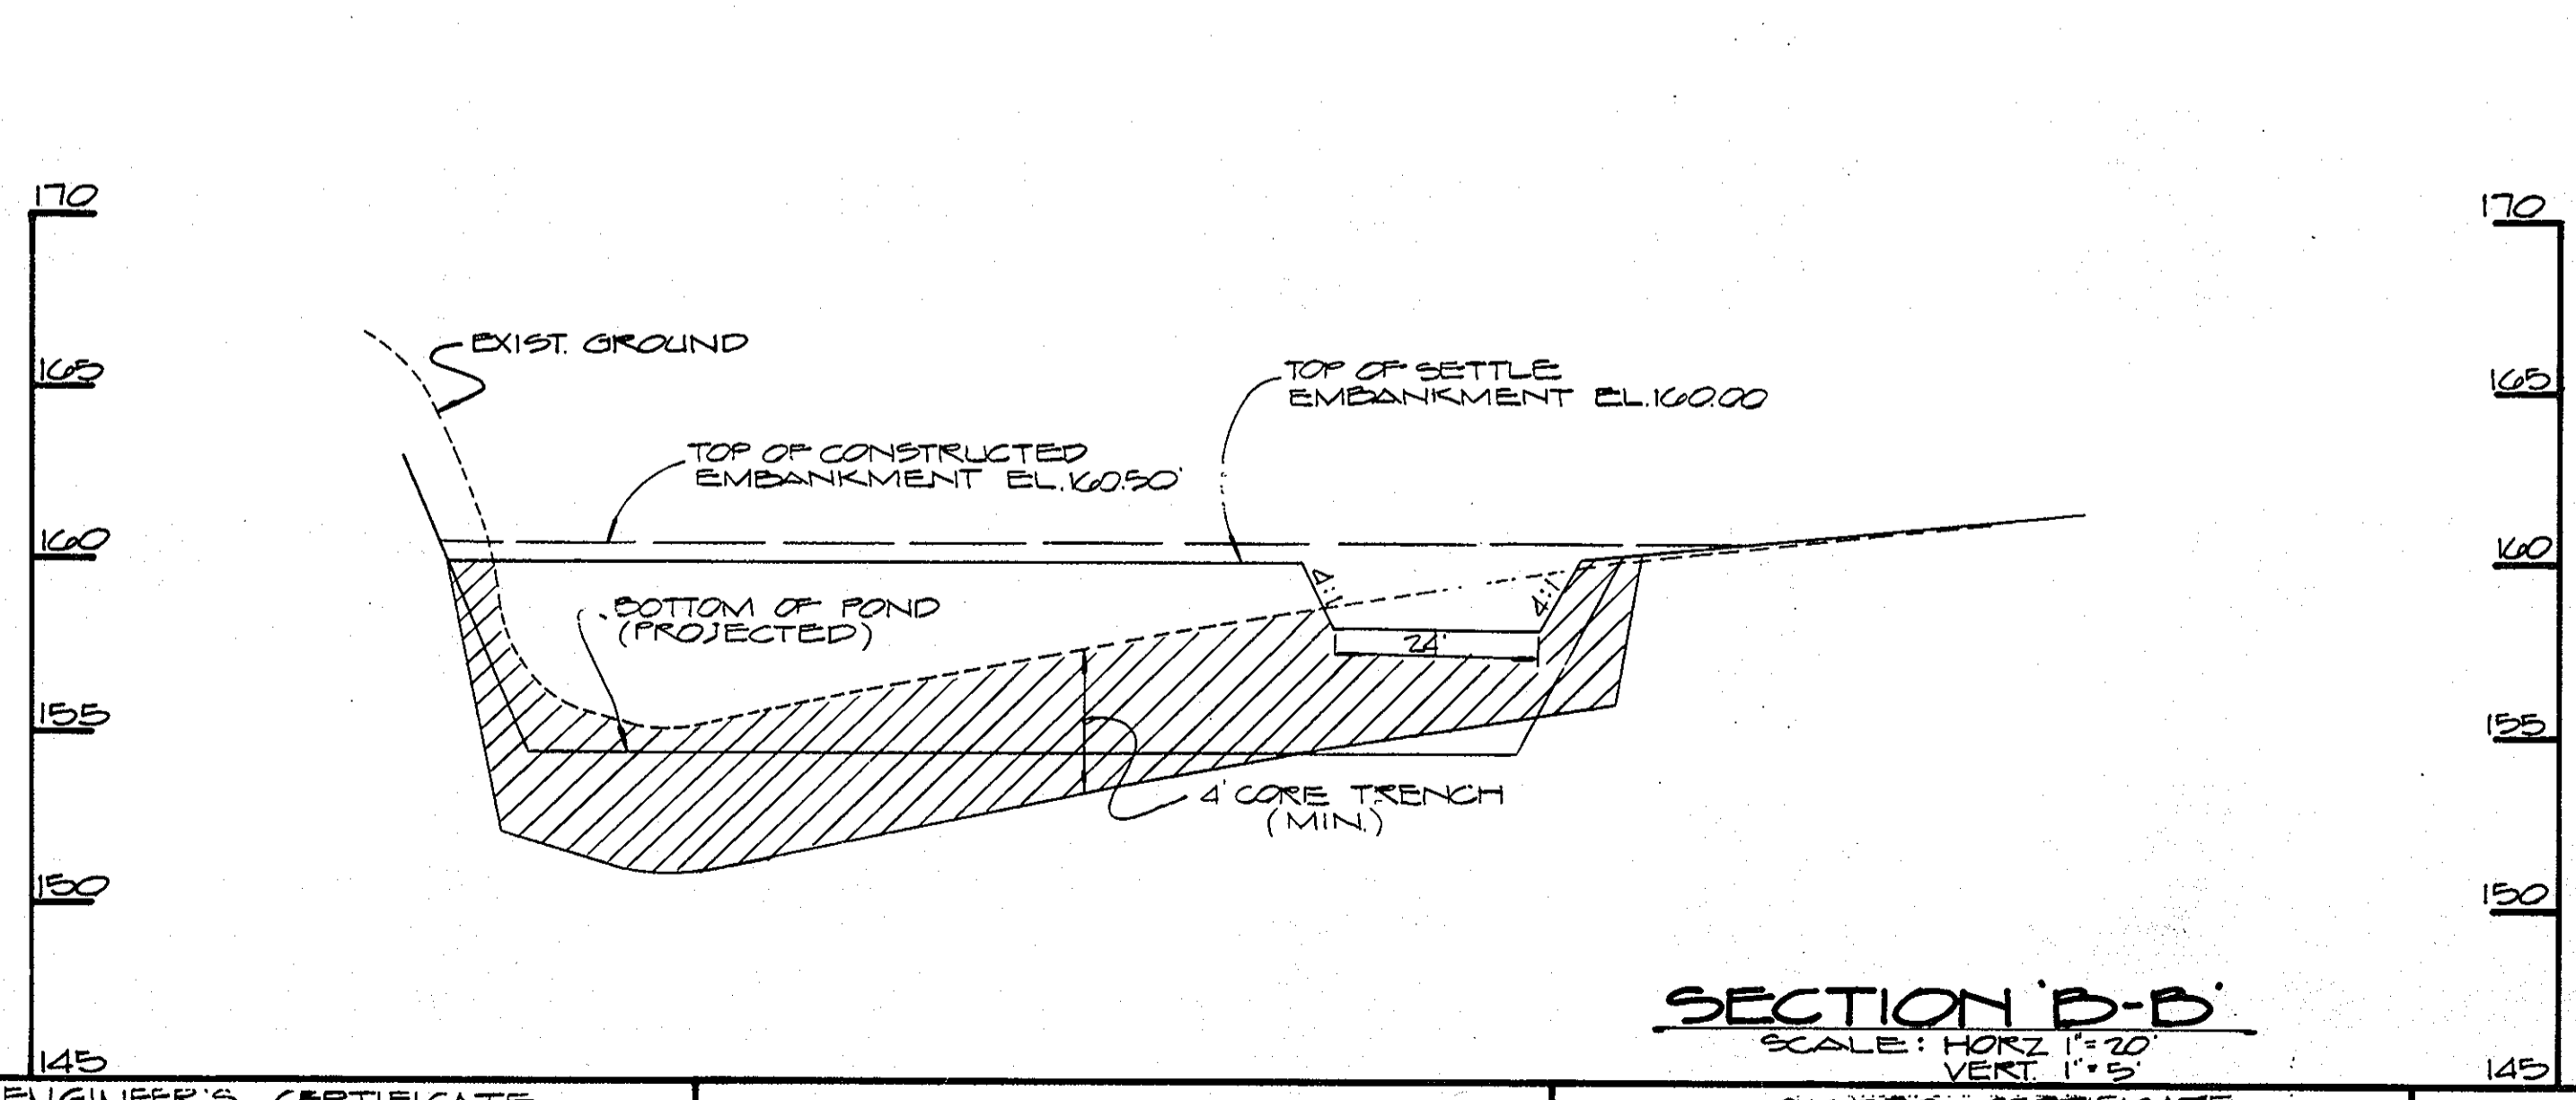 170
170
EXIST. GROUND
165
TOP OF SETTLE
EMBANKMENT EL.160.00
165
TOP OF CONSTRUCTED
EMBANKMENT EL.160.50'
160
160
4:1
4:1
BOTTOM OF POND
(PROJECTED)
24'
155
155
4' CORE TRENCH
(MIN.)
150
150
SECTION 'B-B'
SCALE: HORZ 1"=20'
VERT. 1"=5'
145
145
ENGINEER'S CERTIFICATE